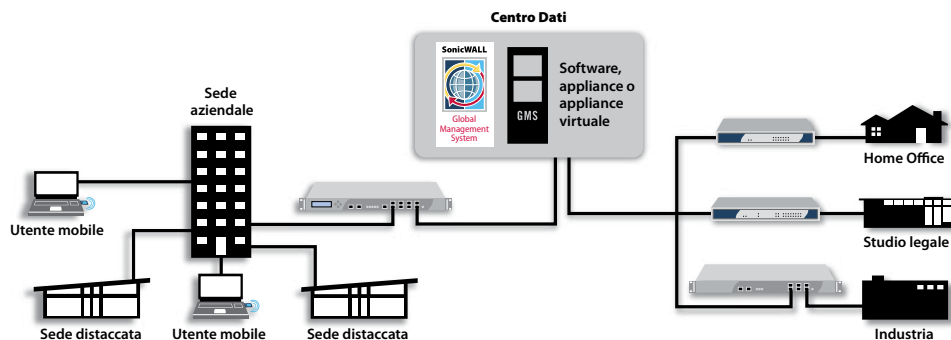 Centro Dati
SonicWALL
Global
Management
System
GMS
Software,
appliance o
appliance
virtuale
Sede
aziendale
Utente mobile
Sede distaccata
Utente mobile
Sede distaccata
Home Office
Studio legale
Industria